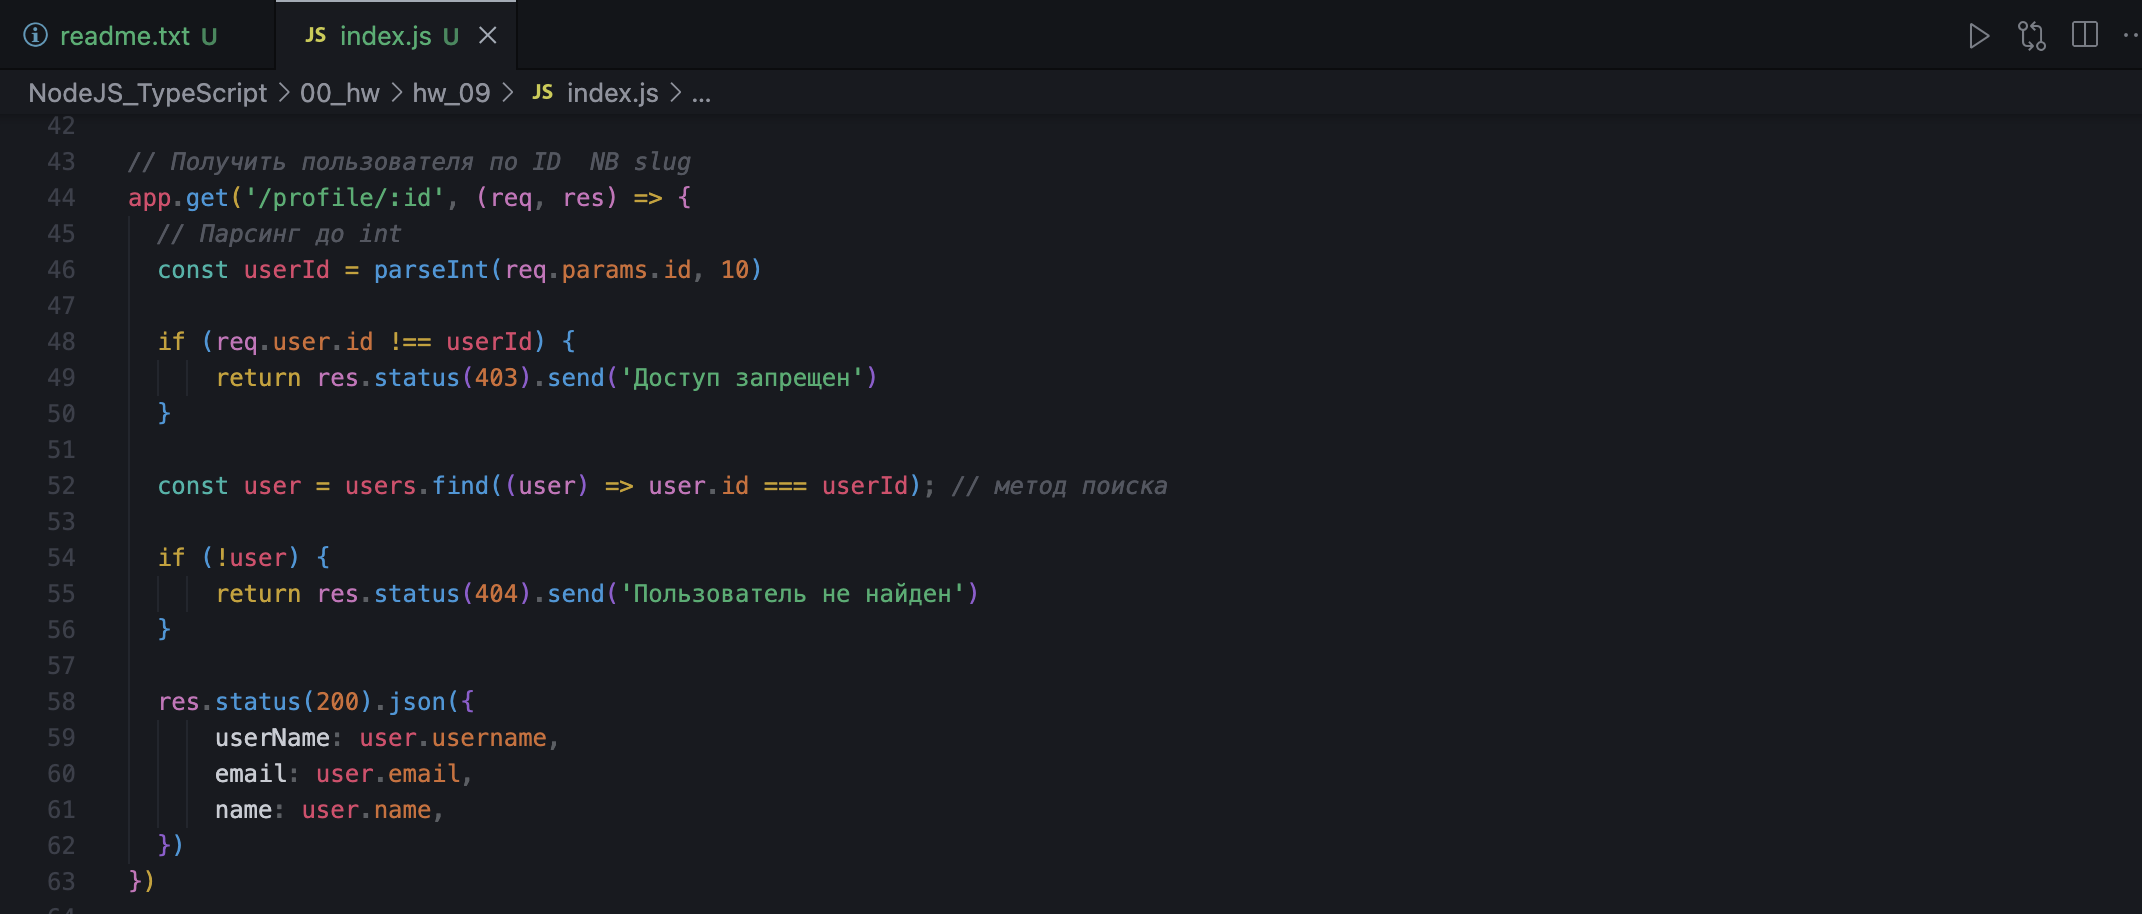 readme.txt U JS index.js U
NodeJS_TypeScript > 00_hw > hw_09 > JS index.js > ...
42
43 // Получить пользователя по ID  NB slug
44 app.get('/profile/:id', (req, res) => {
45   // Парсинг до int
46   const userId = parseInt(req.params.id, 10)
47
48   if (req.user.id !== userId) {
49       return res.status(403).send('Доступ запрещен')
50   }
51
52   const user = users.find((user) => user.id === userId); // метод поиска
53
54   if (!user) {
55       return res.status(404).send('Пользователь не найден')
56   }
57
58   res.status(200).json({
59       userName: user.username,
60       email: user.email,
61       name: user.name,
62   })
63 })